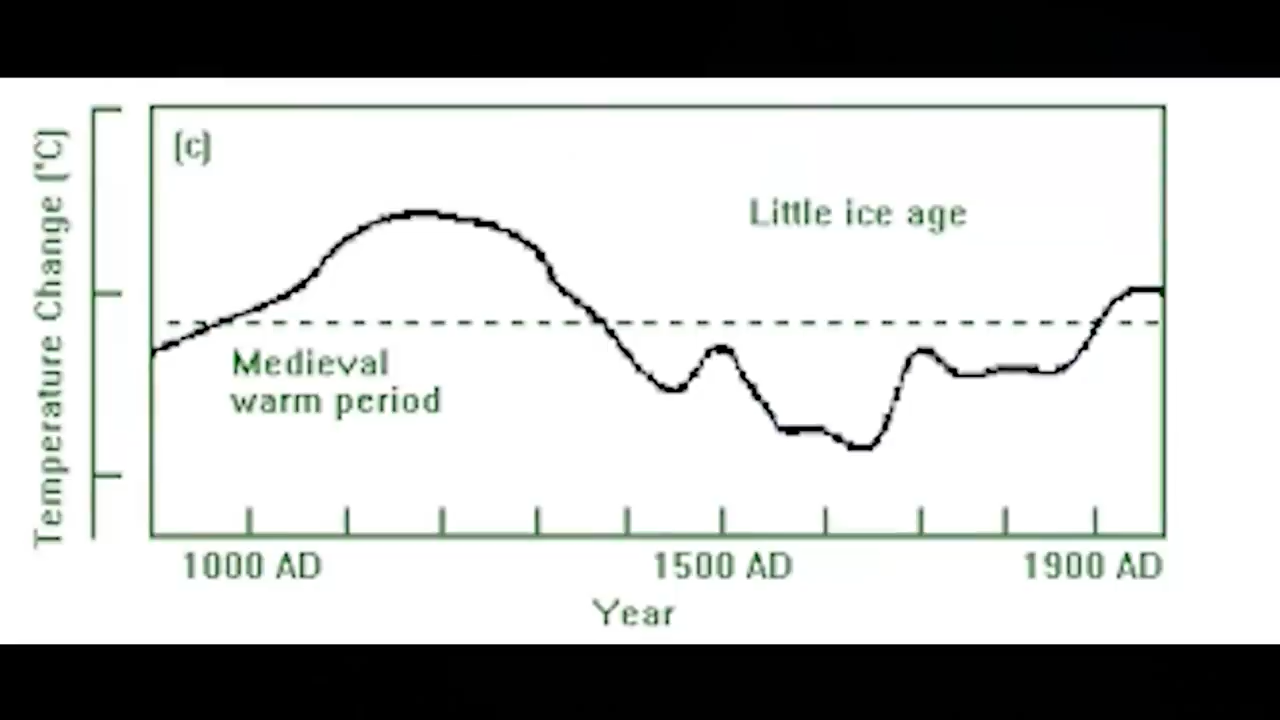 Temperature Change (°C)
(c)
Little ice age
Medieval
warm period
1000 AD
1500 AD
1900 AD
Year